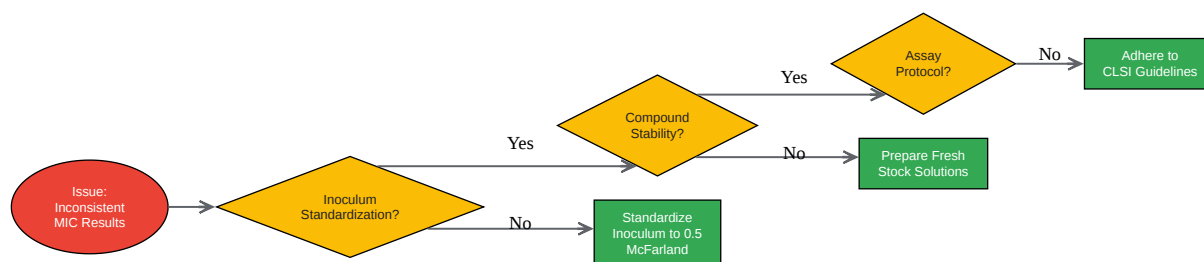 Issue:
Inconsistent
MIC Results
Inoculum
Standardization?
Yes
No
Standardize
Inoculum to 0.5
McFarland
Compound
Stability?
Yes
No
Prepare Fresh
Stock Solutions
Assay
Protocol?
No
Adhere to
CLSI Guidelines